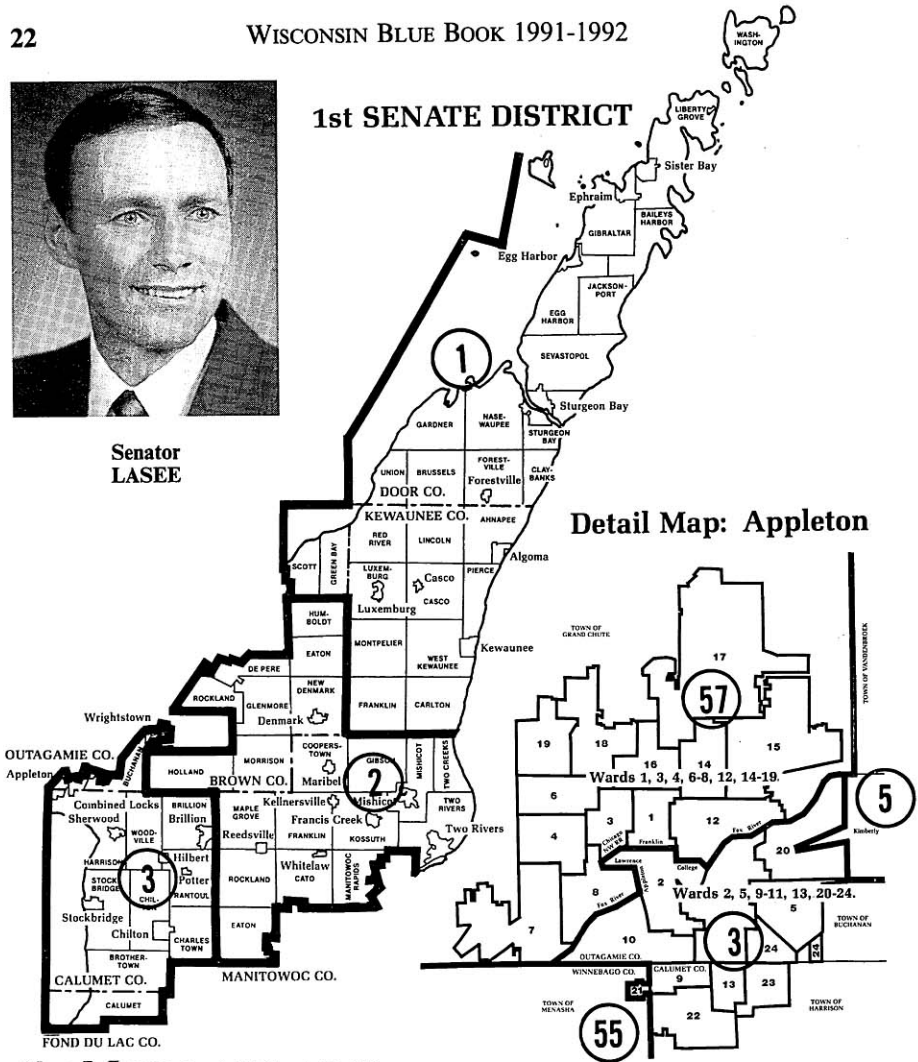 22
WISCONSIN BLUE BOOK 1991-1992
1st SENATE DISTRICT
Senator
LASEE
WASH-
INGTON
LIBERTY
GROVE
Sister Bay
Ephraim
BAILEYS
HARBOR
GIBRALTAR
Egg Harbor
JACKSON-
PORT
EGG
HARBOR
SEVASTOPOL
1
Sturgeon Bay
GARDNER
NASE-
WAUPEE
STURGEON
BAY
UNION
BRUSSELS
FOREST-
VILLE
Forestville
CLAY-
BANKS
DOOR CO.
KEWAUNEE CO.
AHNAPEE
RED
RIVER
LINCOLN
Algoma
SCOTT
GREEN BAY
LUXEM-
BURG
Casco
CASCO
PIERCE
Luxemburg
HUM-
BOLDT
MONTPELIER
WEST
KEWAUNEE
Kewaunee
EATON
DE PERE
NEW
DENMARK
ROCKLAND
GLENMORE
Denmark
FRANKLIN
CARLTON
Wrightstown
OUTAGAMIE CO.
Appleton
BUCHANAN
HOLLAND
MORRISON
BROWN CO.
COOPERS-
TOWN
Maribel
GIBSON
2
MISHICOT
TWO CREEKS
Mishicot
Combined Locks
Sherwood
WOOD-
VILLE
BRILLION
Brillion
MAPLE
GROVE
Kellnersville
Francis Creek
TWO
RIVERS
Two Rivers
Reedsville
FRANKLIN
KOSSUTH
HARRISON
Hilbert
Whitelaw
STOCK
BRIDGE
3
CHIL-
TON
Potter
RANTOUL
ROCKLAND
CATO
MANITOWOC
RAPIDS
Stockbridge
Chilton
CHARLES
TOWN
EATON
BROTHER-
TOWN
CALUMET CO.
MANITOWOC CO.
CALUMET
FOND DU LAC CO.
Detail Map: Appleton
TOWN OF
GRAND CHUTE
TOWN OF VANDENBROEK
17
57
19
18
16
14
15
Wards 1, 3, 4, 6-8, 12, 14-19.
6
5
4
3
1
12
Fox River
Kimberly
Chicago
NW RR
Franklin
20
Lawrence
College
Madison
8
2
Wards 2, 5, 9-11, 13, 20-24.
Fox River
5
7
10
3
24
24
TOWN OF
BUCHANAN
OUTAGAMIE CO.
WINNEBAGO CO.
CALUMET CO.
9
13
23
21
TOWN OF
MENASHA
22
TOWN OF
HARRISON
55